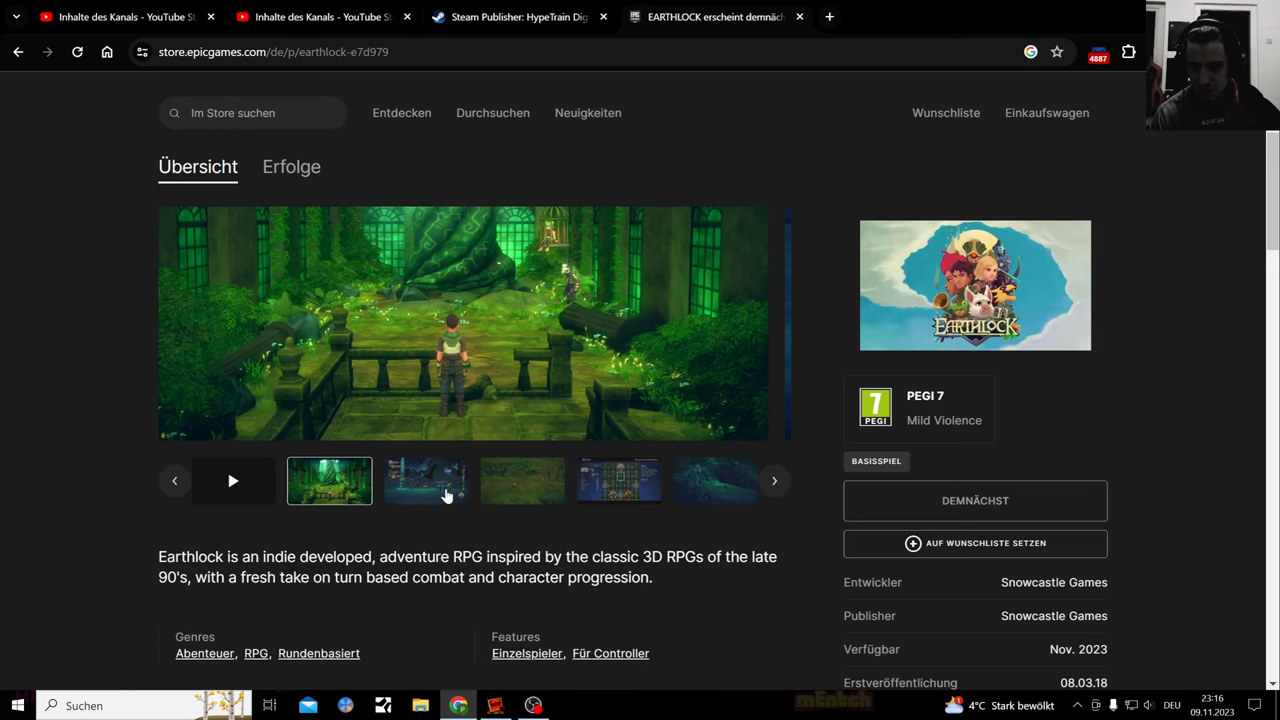 Inhalte des Kanals - YouTube St
Inhalte des Kanals - YouTube St
Steam Publisher: HypeTrain Dig
EARTHLOCK erscheint demnäch
store.epicgames.com/de/p/earthlock-e7d979
4887
Im Store suchen
Entdecken
Durchsuchen
Neuigkeiten
Wunschliste
Einkaufswagen
Übersicht
Erfolge
EARTHLOCK
7
PEGI
PEGI 7
Mild Violence
BASISSPIEL
DEMNÄCHST
AUF WUNSCHLISTE SETZEN
Earthlock is an indie developed, adventure RPG inspired by the classic 3D RPGs of the late
90's, with a fresh take on turn based combat and character progression.
Genres
Abenteuer, RPG, Rundenbasiert
Features
Einzelspieler, Für Controller
Entwickler
Snowcastle Games
Publisher
Snowcastle Games
Verfügbar
Nov. 2023
Erstveröffentlichung
08.03.18
Suchen
mEntch
4°C Stark bewölkt
DEU
23:16
09.11.2023